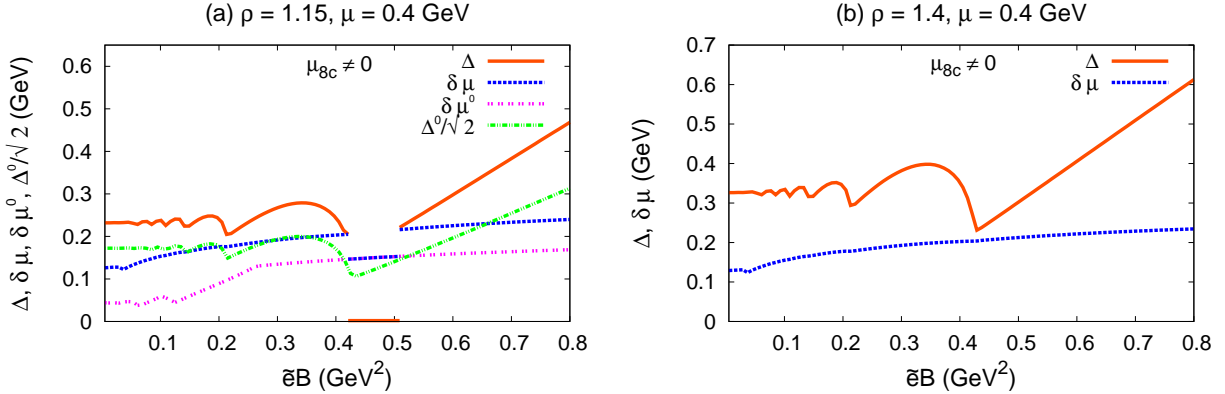 (a) ρ = 1.15, μ = 0.4 GeV
Δ, δ μ, δ μ⁰, Δ⁰/√2 (GeV)
0.6
0.5
0.4
0.3
0.2
0.1
0
μ8c ≠ 0
Δ
δ μ
δ μ⁰
Δ⁰/√2
0.1 0.2 0.3 0.4 0.5 0.6 0.7 0.8
ẽB (GeV²)
(b) ρ = 1.4, μ = 0.4 GeV
Δ, δ μ (GeV)
0.6
0.5
0.4
0.3
0.2
0.1
0
μ8c ≠ 0
Δ
δ μ
0.1 0.2 0.3 0.4 0.5 0.6 0.7 0.8
ẽB (GeV²)